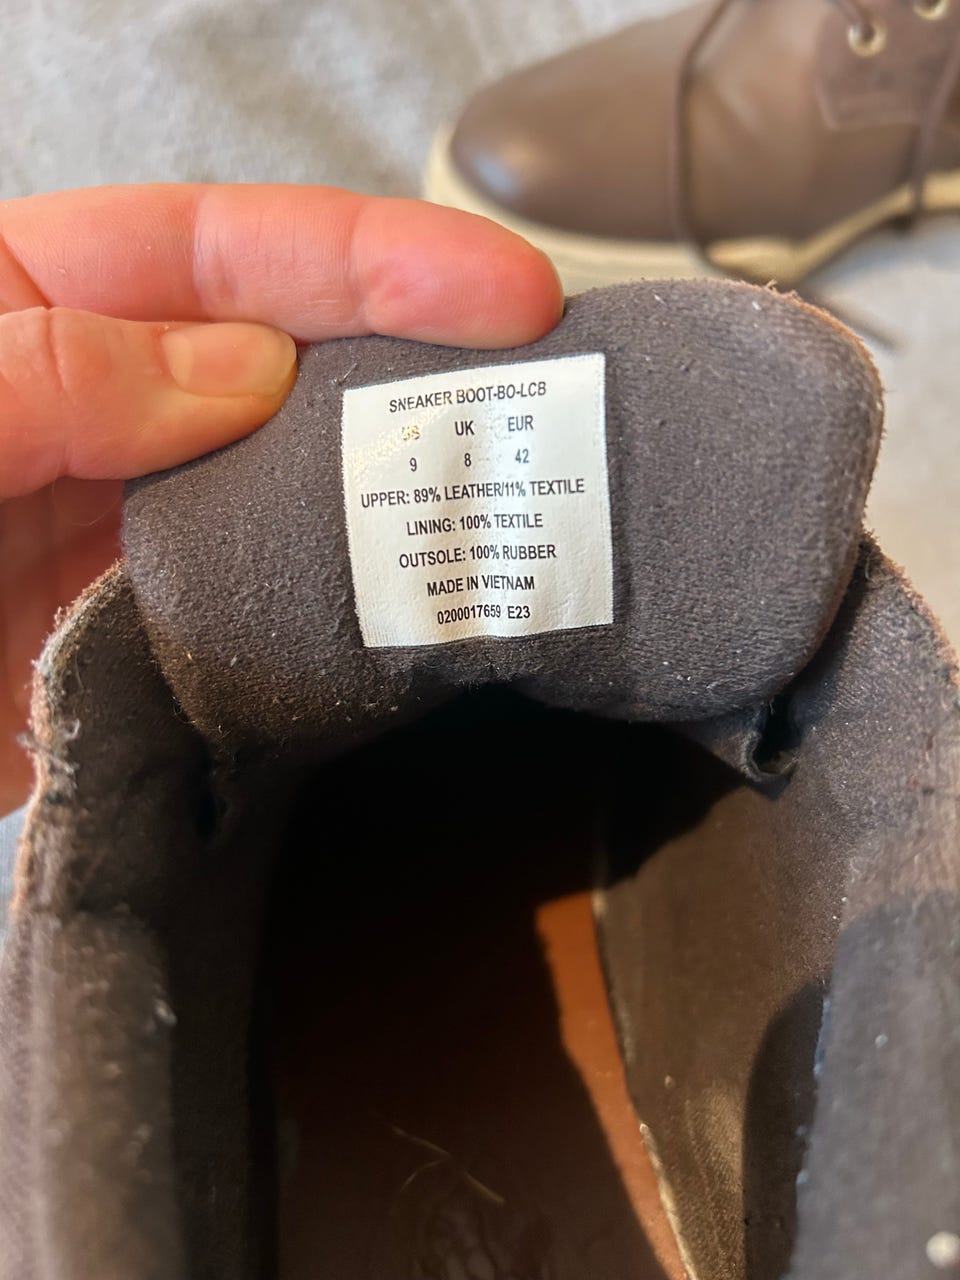 SNEAKER BOOT-BO-LCB
US UK EUR
9 8 42
UPPER: 89% LEATHER/11% TEXTILE
LINING: 100% TEXTILE
OUTSOLE: 100% RUBBER
MADE IN VIETNAM
0200017659 E23